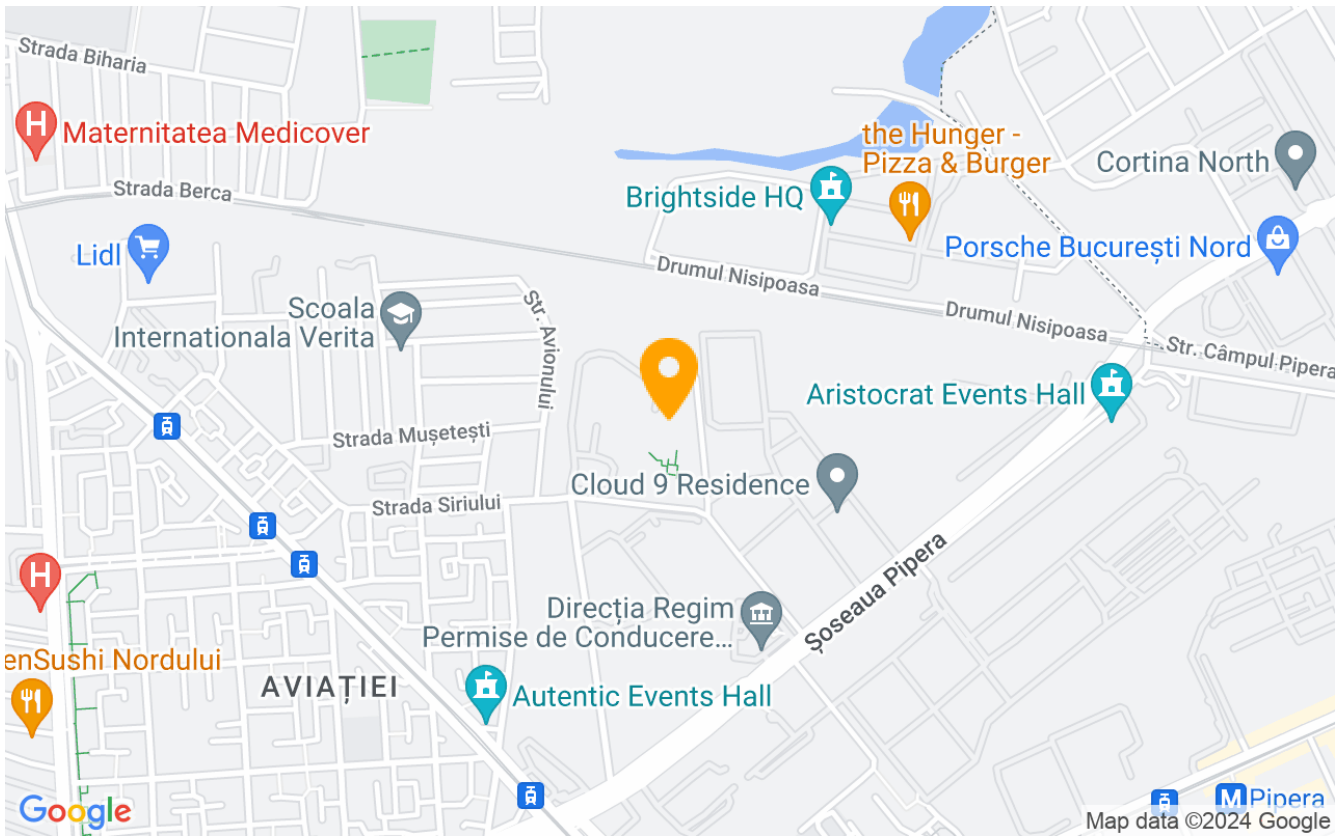 Strada Biharia
H
Maternitatea Medicover
Strada Berca
Lidl
the Hunger -
Pizza & Burger
Cortina North
Brightside HQ
Porsche București Nord
Drumul Nisipoasa
Drumul Nisipoasa
Str. Câmpul Pipera
Scoala
Internationala Verita
Str. Avionului
Aristocrat Events Hall
Strada Mușetești
Cloud 9 Residence
Strada Siriului
H
Direcția Regim
Permise de Conducere...
Șoseaua Pipera
enSushi Nordului
AVIAȚIEI
Autentic Events Hall
Google
M Pipera
Map data ©2024 Google